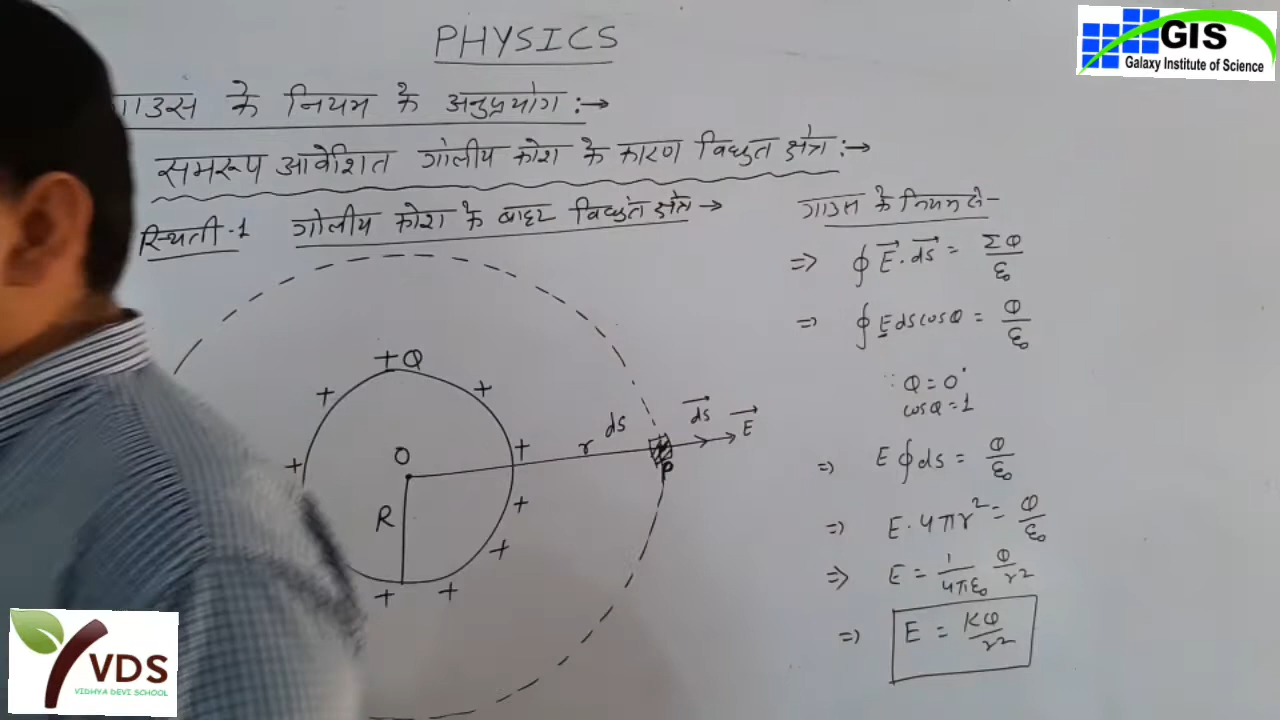 PHYSICS
GIS
Galaxy Institute of Science
गाउस के नियम के अनुप्रयोग :→
समरूप आवेशित गोलीय कोश के कारण विद्युत क्षेत्र :→
स्थिती-1 गोलीय कोश के बाहर विद्युत क्षेत्र →
+Q
+
+
+
+
+
+
+
+
O
R
r
ds
P
d͞s→
E→
गाउस के नियम से-
⇒ ∮ E→ . ds→ = ΣQ/ε₀
⇒ ∮ E ds cosθ = Q/ε₀
∵ θ = 0°
cosθ = 1
⇒ E ∮ ds = Q/ε₀
⇒ E . 4πr² = Q/ε₀
⇒ E = 1/4πε₀ Q/r²
⇒ E = KQ/r²
VDS
VIDHYA DEVI SCHOOL